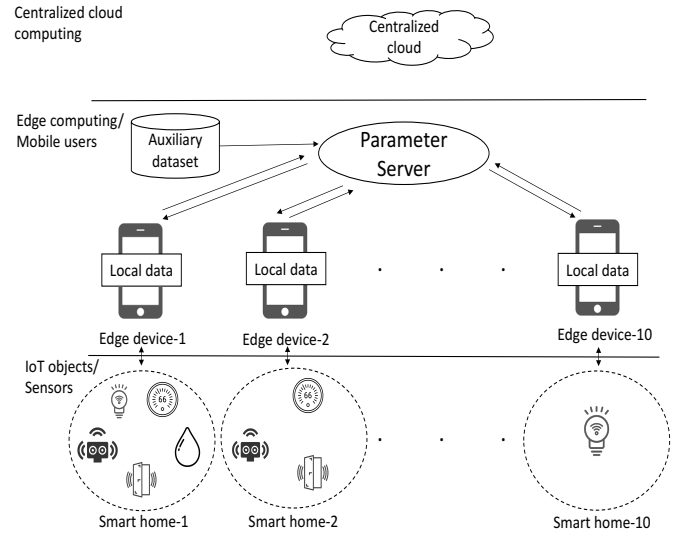 Centralized cloud
computing
Centralized
cloud
Edge computing/
Mobile users
Auxiliary
dataset
Parameter
Server
Local data
Local data
. . .
Local data
Edge device-1
Edge device-2
Edge device-10
IoT objects/
Sensors
66
66
. . .
Smart home-1
Smart home-2
Smart home-10